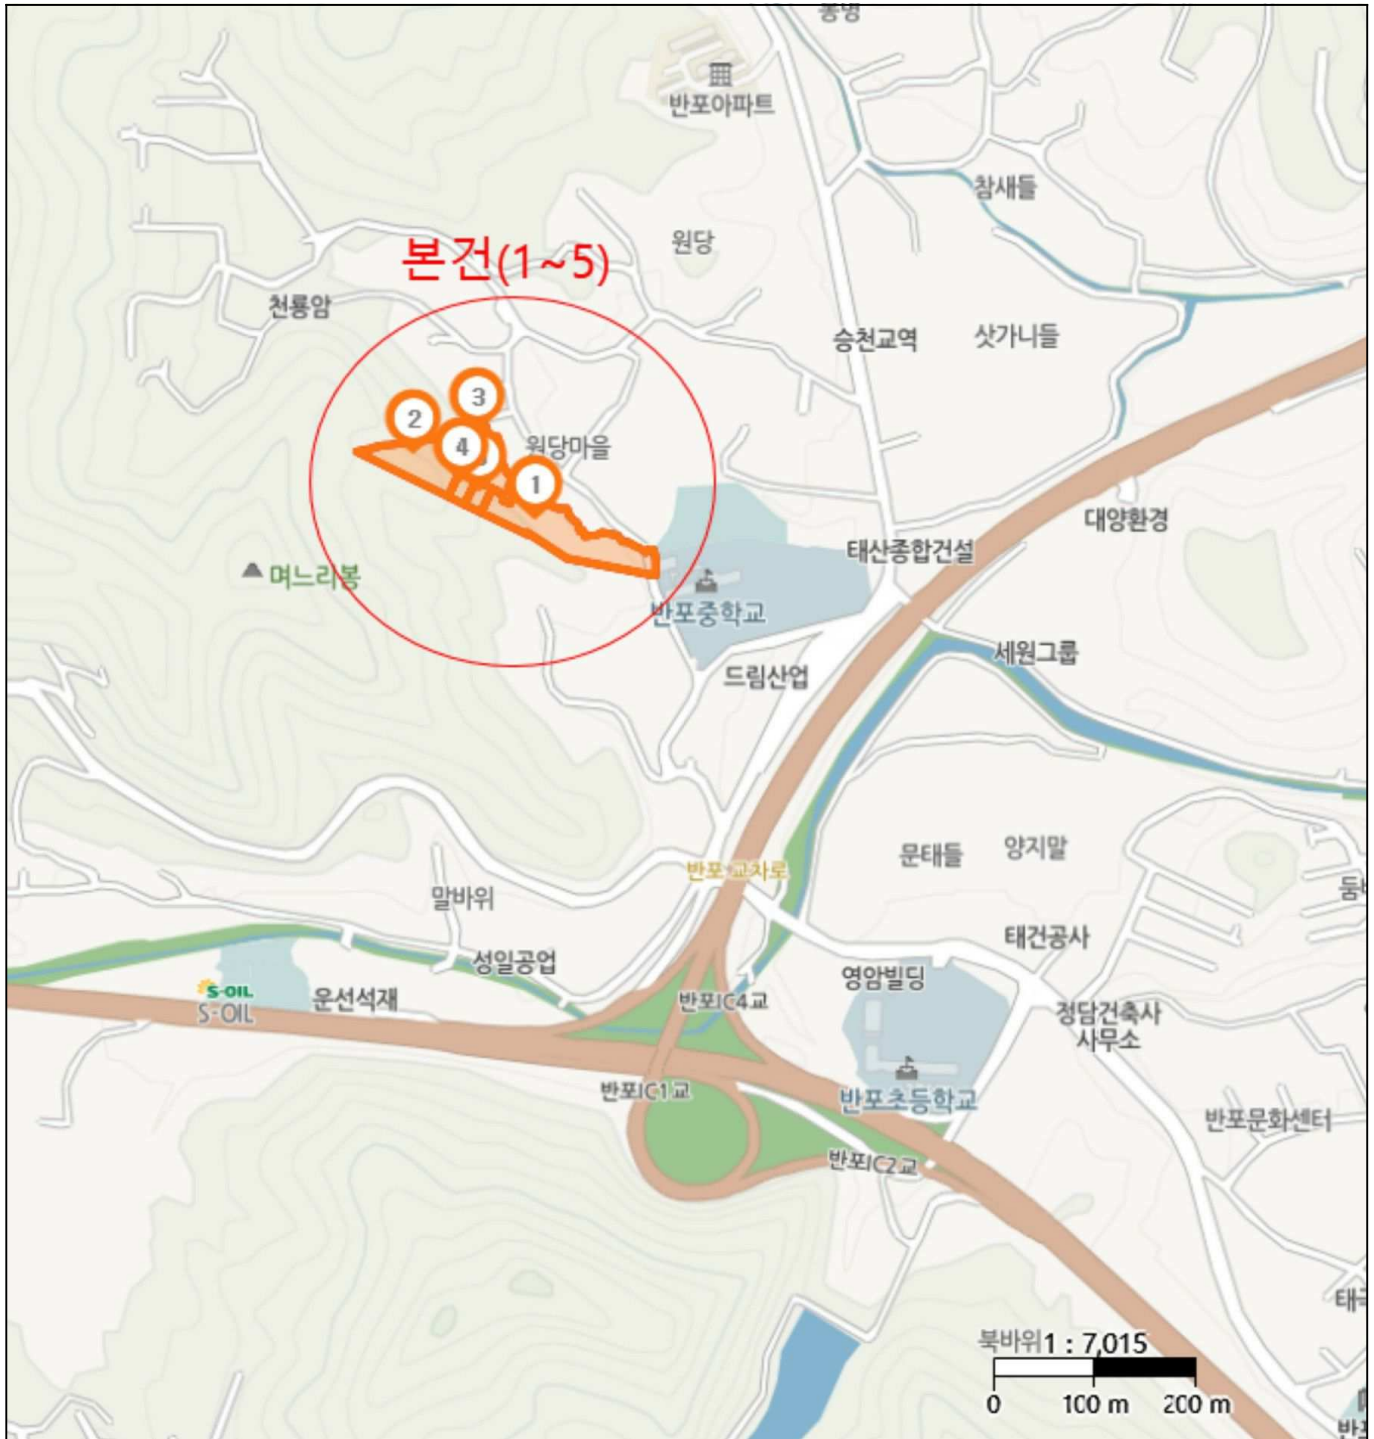 반포아파트
참새들
원당
본건(1~5)
천룡암
승천교역
삿가니들
3
2
4
원당마을
1
대양환경
태산종합건설
며느리봉
반포중학교
세원그룹
드림산업
문태들
양지말
반포 교차로
말바위
태건공사
성일공업
영암빌딩
S-OIL
S-OIL
운선석재
반포IC4교
정담건축사
사무소
반포IC1교
반포초등학교
반포문화센터
반포IC2교
북바위
1 : 7,015
0
100 m
200 m